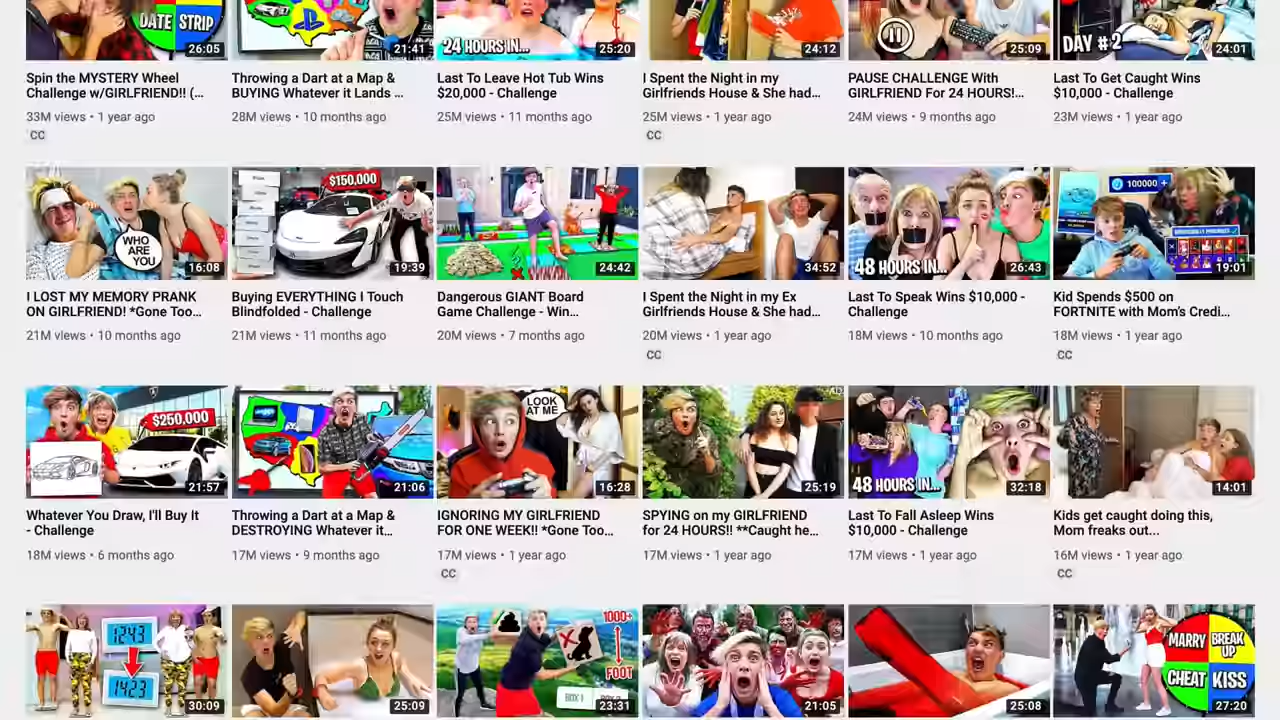 DATE STRIP
26:05
21:41
24 HOURS IN...
25:20
24:12
25:09
DAY #2
24:01
Spin the MYSTERY Wheel
Challenge w/GIRLFRIEND!! (...
33M views • 1 year ago
CC
Throwing a Dart at a Map &
BUYING Whatever it Lands ...
28M views • 10 months ago
Last To Leave Hot Tub Wins
$20,000 - Challenge
25M views • 11 months ago
I Spent the Night in my
Girlfriends House & She had...
25M views • 1 year ago
CC
PAUSE CHALLENGE With
GIRLFRIEND For 24 HOURS!...
24M views • 9 months ago
Last To Get Caught Wins
$10,000 - Challenge
23M views • 1 year ago
WHO
ARE
YOU
16:08
$150,000
19:39
24:42
34:52
48 HOURS IN...
26:43
100000 +
19:01
I LOST MY MEMORY PRANK
ON GIRLFRIEND! *Gone Too...
21M views • 10 months ago
Buying EVERYTHING I Touch
Blindfolded - Challenge
21M views • 11 months ago
Dangerous GIANT Board
Game Challenge - Win...
20M views • 7 months ago
I Spent the Night in my Ex
Girlfriends House & She had...
20M views • 1 year ago
CC
Last To Speak Wins $10,000 -
Challenge
18M views • 10 months ago
Kid Spends $500 on
FORTNITE with Mom's Credi...
18M views • 1 year ago
CC
$250,000
21:57
21:06
LOOK
AT ME
16:28
25:19
48 HOURS IN...
32:18
14:01
Whatever You Draw, I'll Buy It
- Challenge
18M views • 6 months ago
Throwing a Dart at a Map &
DESTROYING Whatever it...
17M views • 9 months ago
IGNORING MY GIRLFRIEND
FOR ONE WEEK!! *Gone Too...
17M views • 1 year ago
CC
SPYING on my GIRLFRIEND
for 24 HOURS!! **Caught he...
17M views • 1 year ago
Last To Fall Asleep Wins
$10,000 - Challenge
17M views • 1 year ago
Kids get caught doing this,
Mom freaks out...
16M views • 1 year ago
CC
1243
1423
30:09
25:09
1000+
FOOT
BOX 1
23:31
21:05
25:08
MARRY BREAK UP
CHEAT KISS
27:20